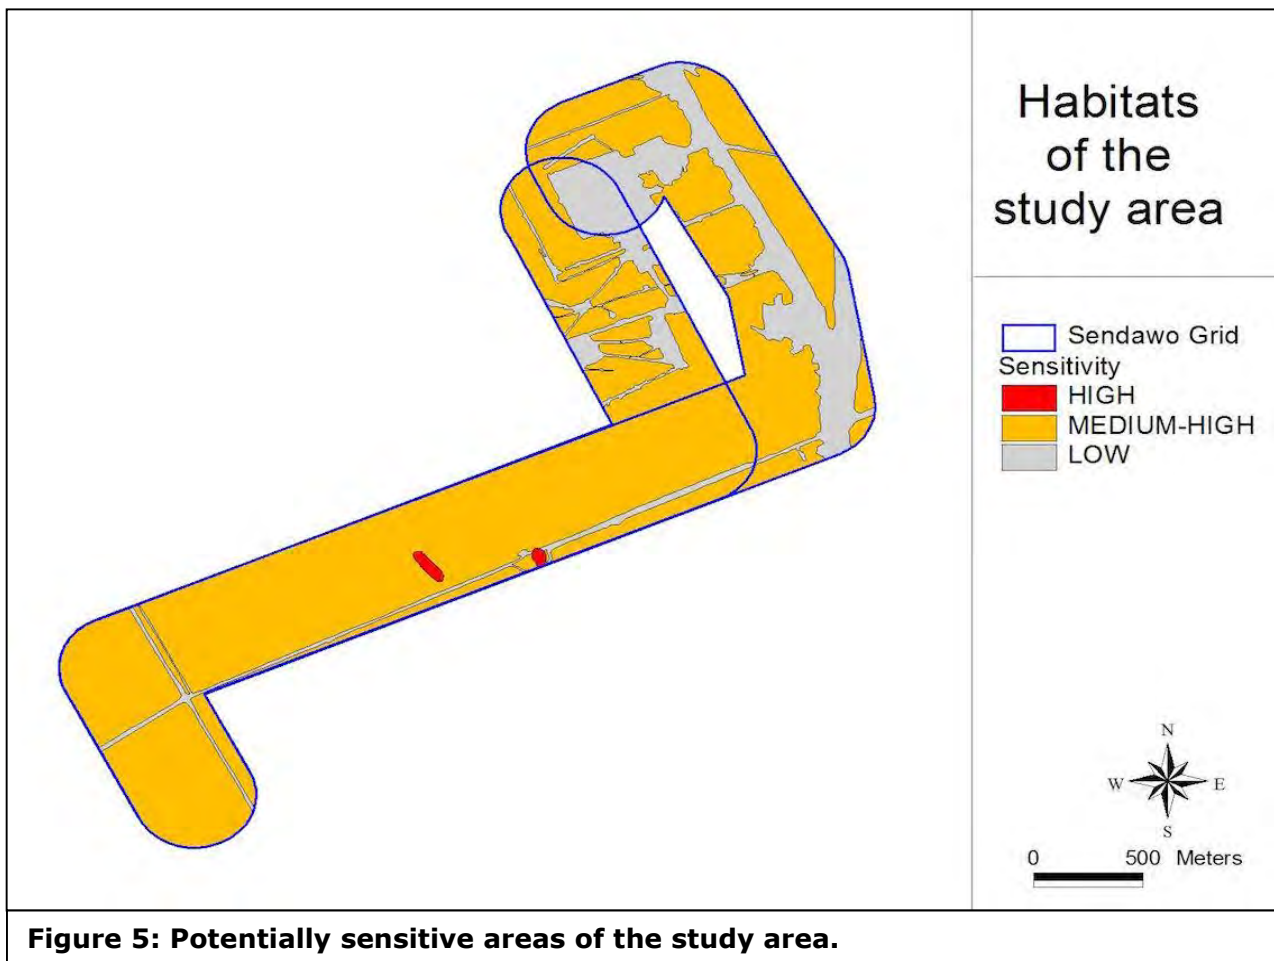 Habitats
of the
study area
Sendawo Grid
Sensitivity
HIGH
MEDIUM-HIGH
LOW
N
W E
S
0 500 Meters
Figure 5: Potentially sensitive areas of the study area.